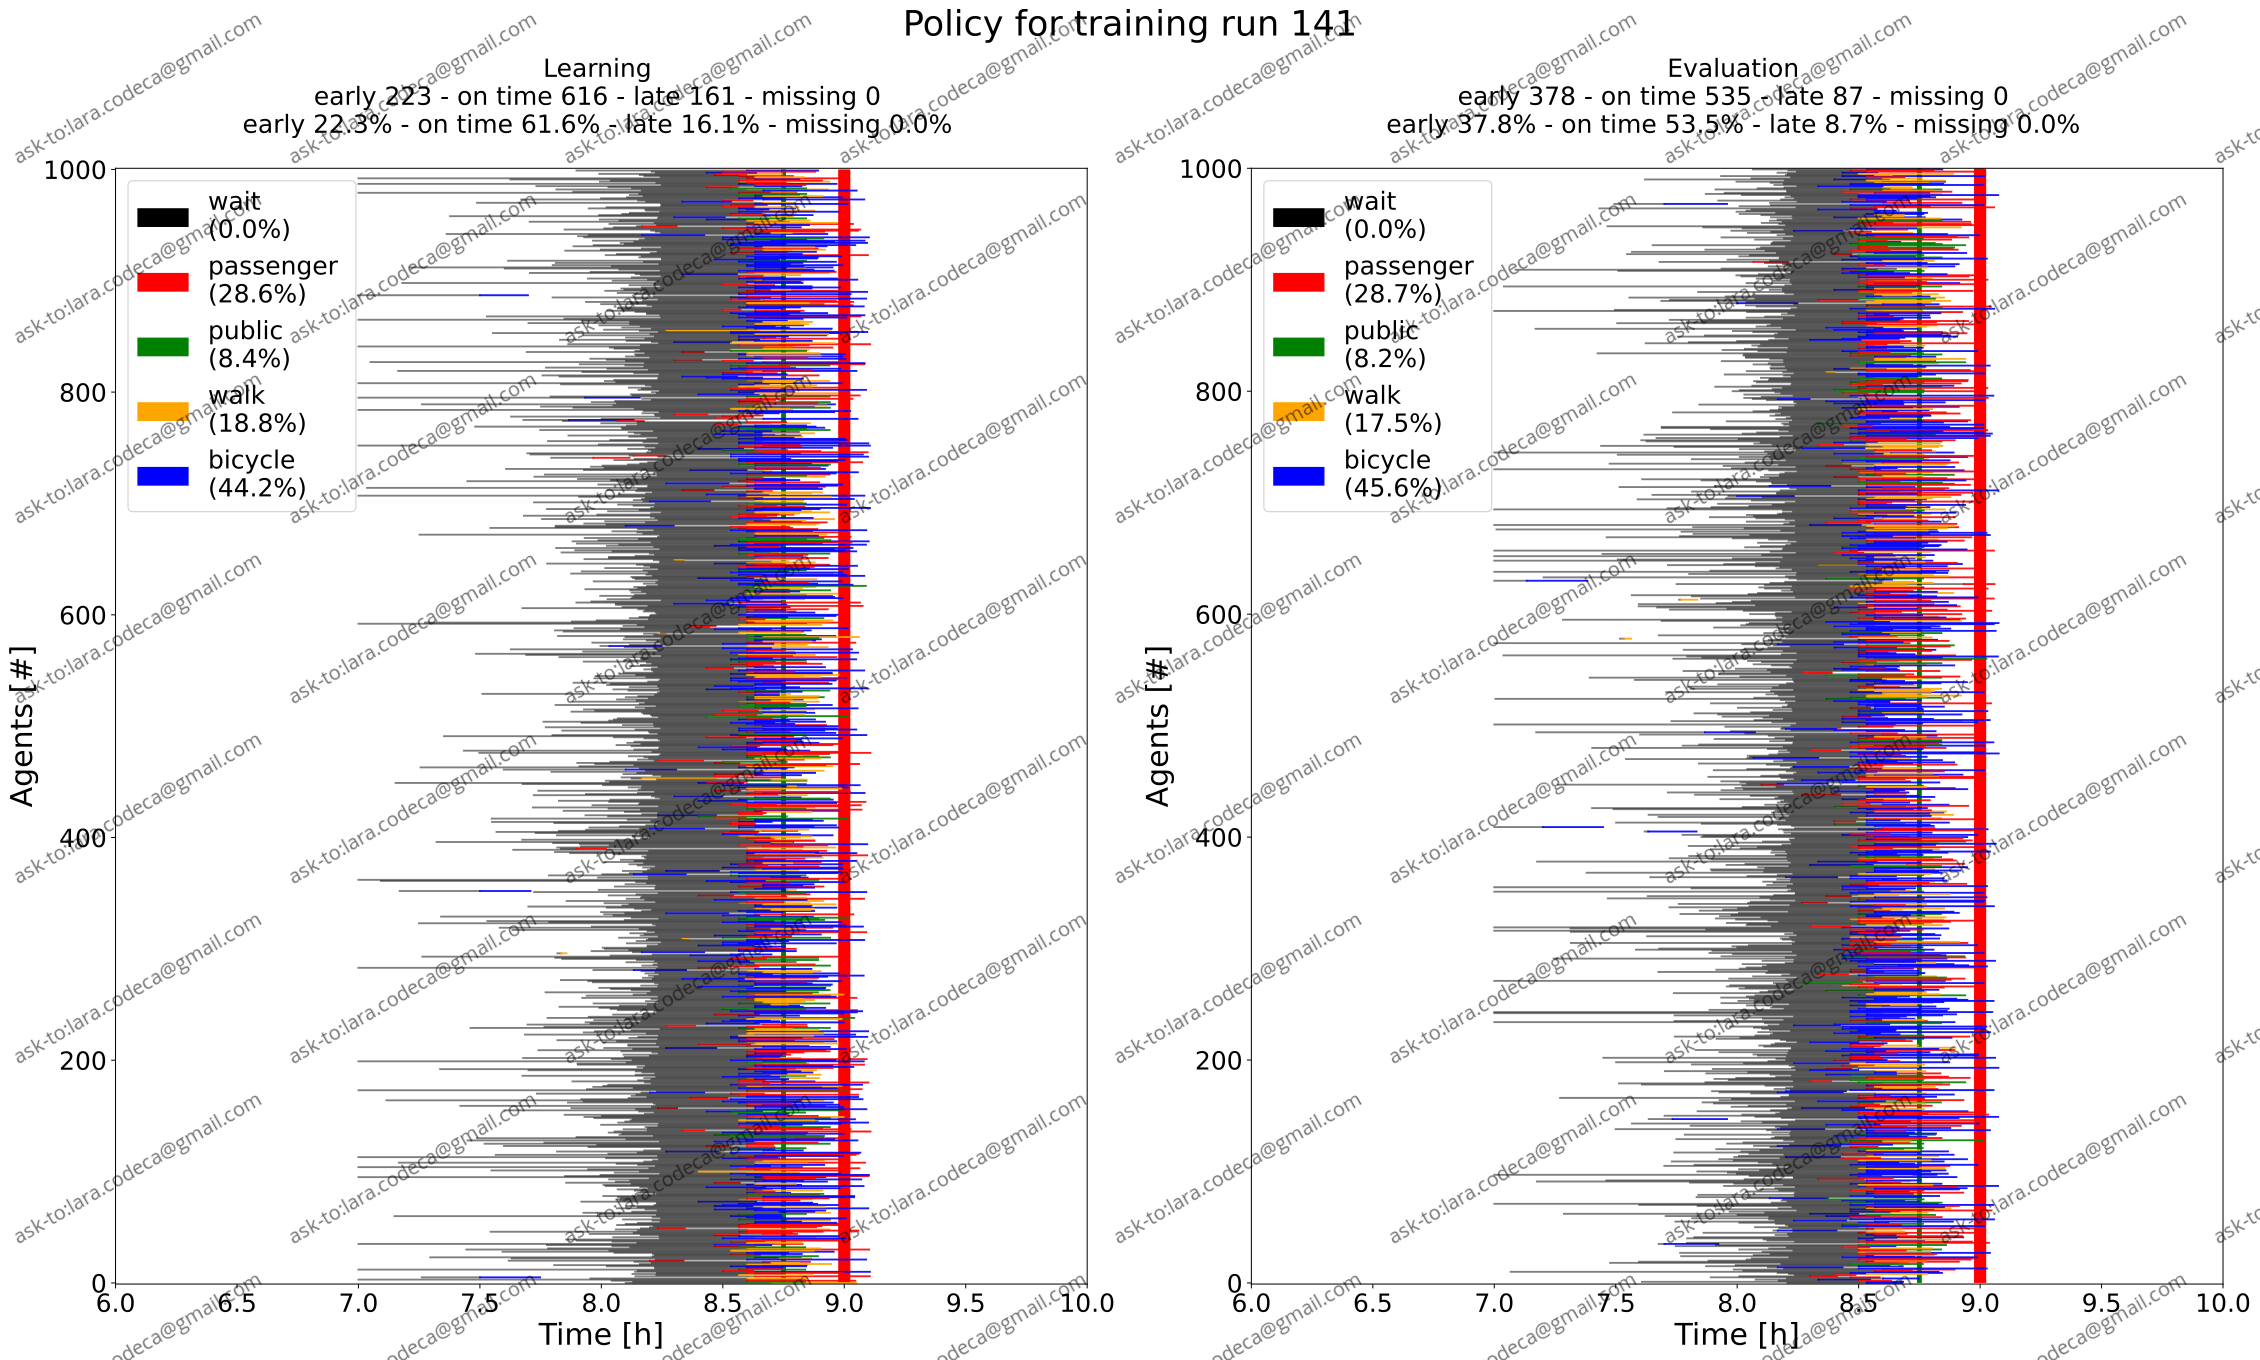 Policy for training run 141
Learning
early 223 - on time 616 - late 161 - missing 0
early 22.3% - on time 61.6% - late 16.1% - missing 0.0%
1000
800
600
400
200
0
Agents [#]
wait
(0.0%)
passenger
(28.6%)
public
(8.4%)
walk
(18.8%)
bicycle
(44.2%)
6.0 6.5 7.0 7.5 8.0 8.5 9.0 9.5 10.0
Time [h]
Evaluation
early 378 - on time 535 - late 87 - missing 0
early 37.8% - on time 53.5% - late 8.7% - missing 0.0%
1000
800
600
400
200
0
Agents [#]
wait
(0.0%)
passenger
(28.7%)
public
(8.2%)
walk
(17.5%)
bicycle
(45.6%)
6.0 6.5 7.0 7.5 8.0 8.5 9.0 9.5 10.0
Time [h]
ask-to:lara.codeca@gmail.com